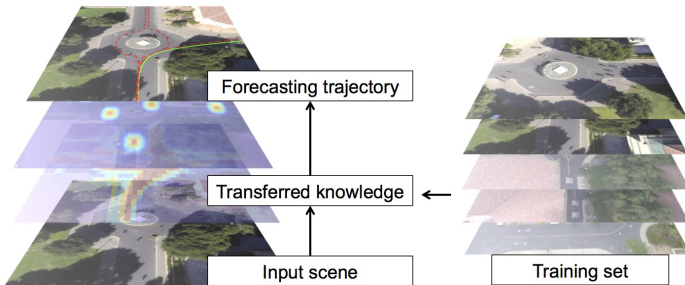 Forecasting trajectory
Transferred knowledge
Input scene
Training set